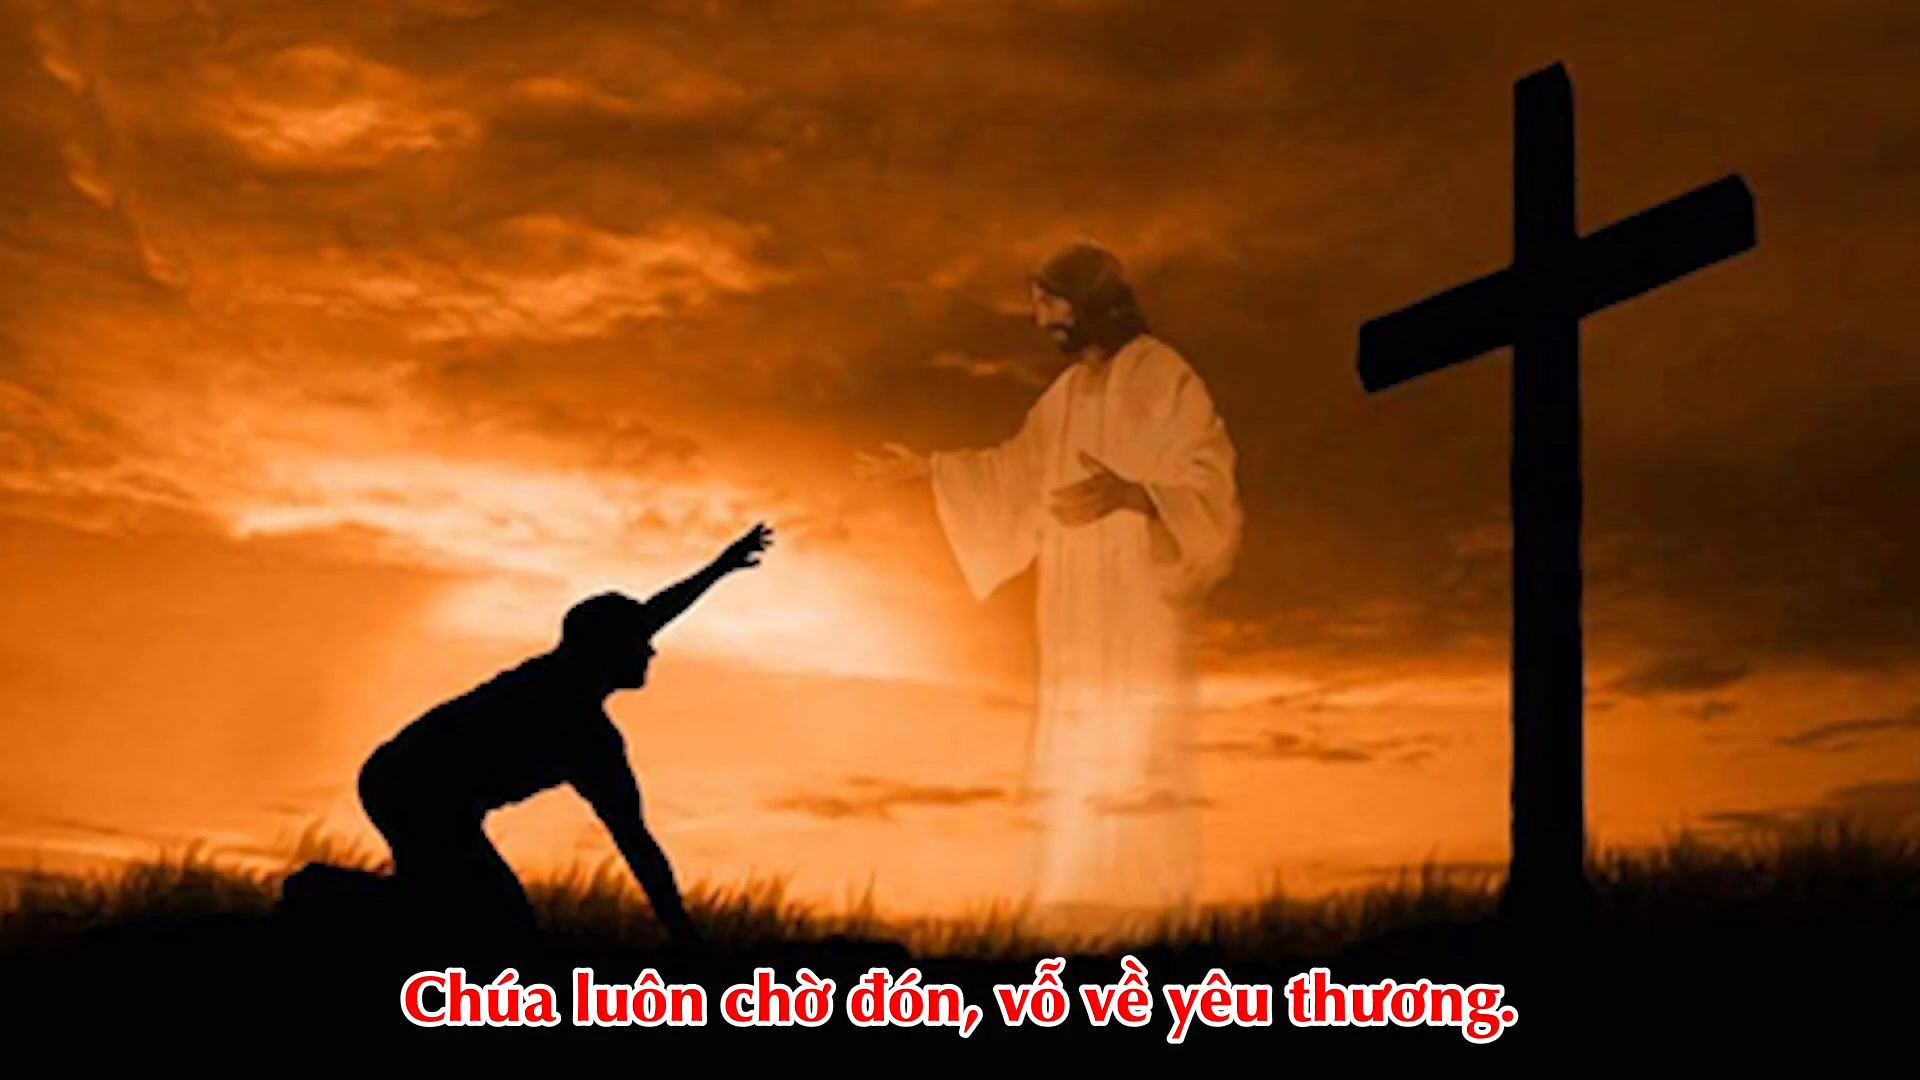 Chúa luôn chờ đón, vỗ về yêu thương.